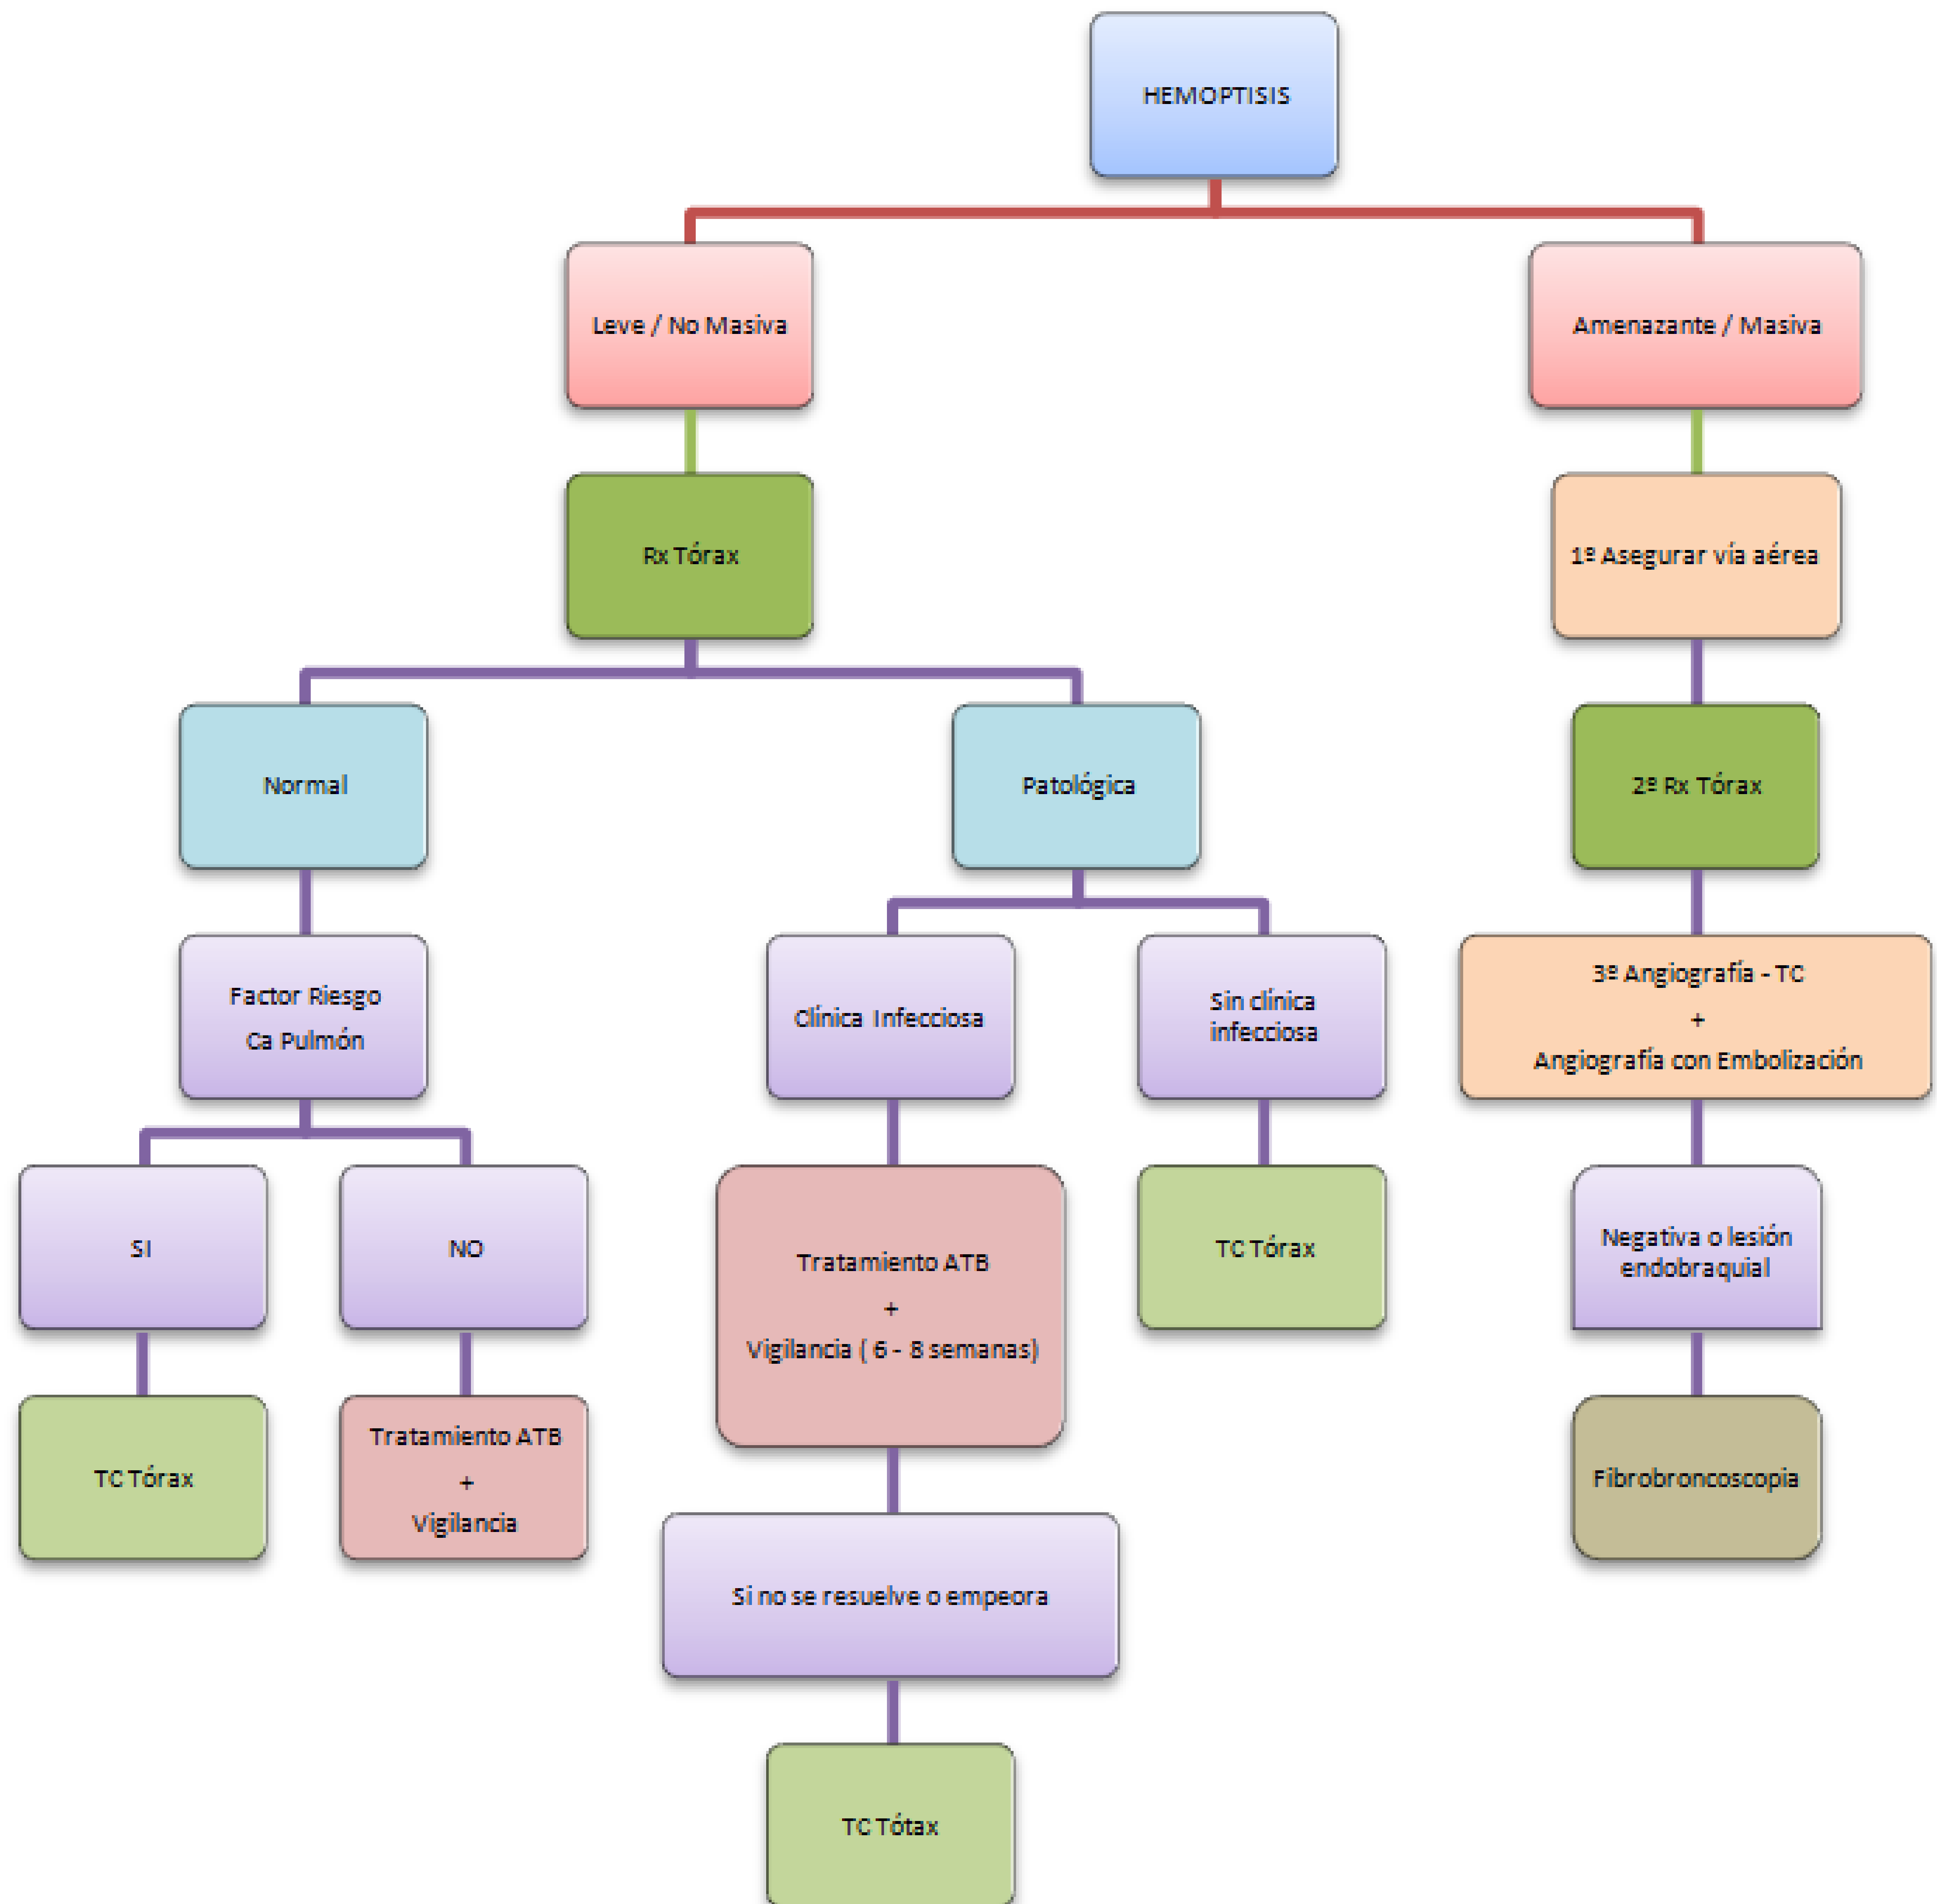 HEMOPTISIS
Leve / No Masiva
Amenazante / Masiva
Rx Tórax
1º Asegurar vía aérea
Normal
Patológica
2º Rx Tórax
Factor Riesgo
Ca Pulmón
Clínica Infecciosa
Sin clínica
infecciosa
3º Angiografía - TC
+
Angiografía con Embolización
SI
NO
Tratamiento ATB
+
Vigilancia ( 6 - 8 semanas)
TC Tórax
Negativa o lesión
endobraquial
TC Tórax
Tratamiento ATB
+
Vigilancia
Si no se resuelve o empeora
Fibrobroncoscopia
TC Tótax